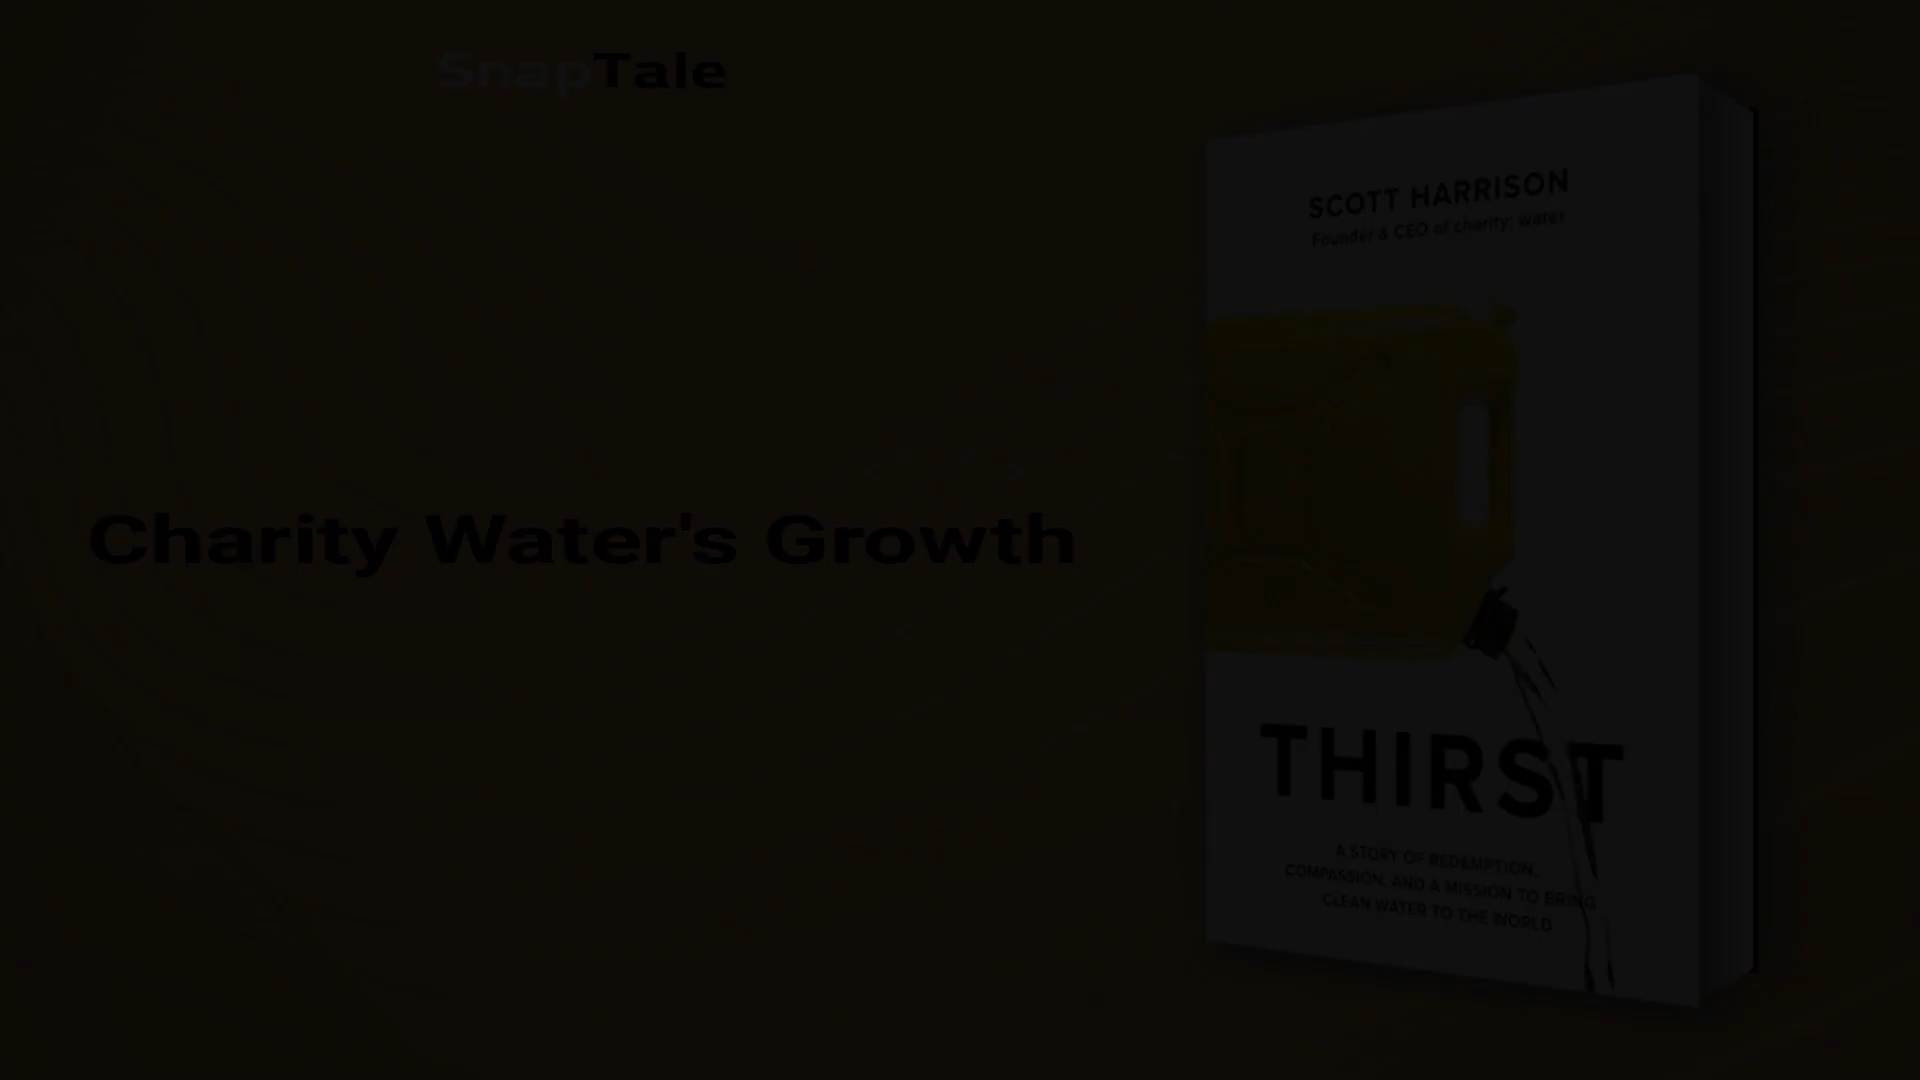 SnapTale
Charity Water's Growth
SCOTT HARRISON
Founder & CEO of charity: water
THIRST
A STORY OF REDEMPTION,
COMPASSION, AND A MISSION TO BRING
CLEAN WATER TO THE WORLD